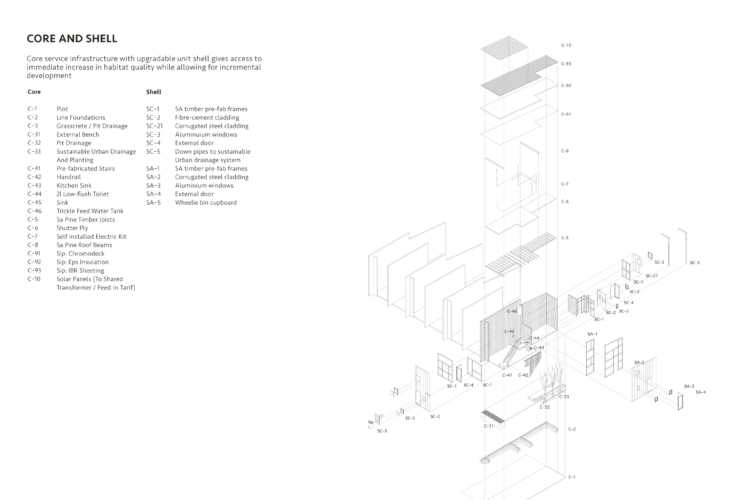 CORE AND SHELL
Core service infrastructure with upgradable unit shell gives access to
immediate increase in habitat quality while allowing for incremental
development
Core
C-1 Plot
C-2 Line Foundations
C-3 Grasscrete / Pit Drainage
C-31 External Bench
C-32 Pit Drainage
C-33 Sustainable Urban Drainage
And Planting
C-41 Pre-fabricated Stairs
C-42 Handrail
C-43 Kitchen Sink
C-44 2l Low-flush Toilet
C-45 Sink
C-46 Trickle Feed Water Tank
C-5 Sa Pine Timber Joists
C-6 Shutter Ply
C-7 Self Installed Electric Kit
C-8 Sa Pine Roof Beams
C-91 Sip: Chromodeck
C-92 Sip: Eps Insulation
C-93 Sip: IBR Sheeting
C-10 Solar Panels (To Shared
Transformer / Feed-in Tarif)
Shell
SC-1 SA timber pre-fab frames
SC-2 Fibre-cement cladding
SC-21 Corrugated steel cladding
SC-3 Aluminuium windows
SC-4 External door
SC-5 Down pipes to sustainable
Urban drainage system
SA-1 SA timber pre-fab frames
SA-2 Corrugated steel cladding
SA-3 Aluminium windows
SA-4 External door
SA-5 Wheelie bin cupboard
C-10
C-93
C-92
C-91
C-8
C-7
C-6
C-5
SC-3
SC-5
SC-21
SC-1
SC-3
SC-4
SC-2
SC-3
SC-1
C-46
C-45
C-44
C-43
SA-1
SA-2
C-41
C-42
SC-1
SC-4
SC-1
SA-3
SA-4
C-33
C-32
SC-3
SC-2
SC-5
C-31
C-2
C-1